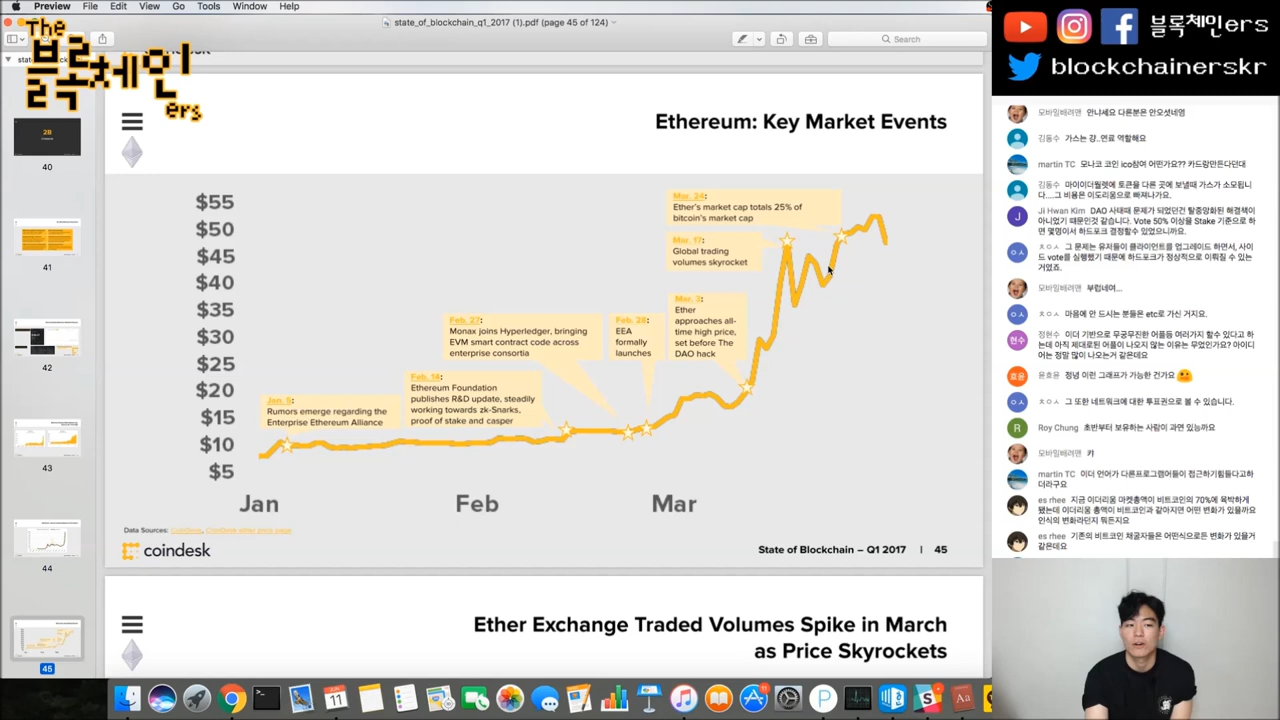 Preview File Edit View Go Tools Window Help
state_of_blockchain_q1_2017 (1).pdf (page 45 of 124)
Search
The
블록체인
ers
블록체인ers
blockchainerskr
40
41
42
43
44
45
Ethereum: Key Market Events
$55
$50
$45
$40
$35
$30
$25
$20
$15
$10
$5
Jan
Feb
Mar
Jan. 5:
Rumors emerge regarding the
Enterprise Ethereum Alliance
Feb. 14:
Ethereum Foundation
publishes R&D update, steadily
working towards zk-Snarks,
proof of stake and casper
Feb. 27:
Monax joins Hyperledger, bringing
EVM smart contract code across
enterprise consortia
Feb. 28:
EEA
formally
launches
Mar. 3:
Ether
approaches all-
time high price,
set before The
DAO hack
Mar. 17:
Global trading
volumes skyrocket
Mar. 24:
Ether's market cap totals 25% of
bitcoin's market cap
Data Sources: CoinDesk, CoinDesk ether price page
coindesk
State of Blockchain – Q1 2017 | 45
Ether Exchange Traded Volumes Spike in March
as Price Skyrockets
모바일배려맨 안냐세요 다른분은 안오셧네염
김동수 가스는 걍..연료 역할해요
martin TC 모나코 코인 ico참여 어떤가요?? 카드랑만든다던대
김동수 마이이더월렛에 토큰을 다른 곳에 보낼때 가스가 소모됩니
다....그 비용은 이도리움으로 빠져나가요.
Ji Hwan Kim DAO 사태때 문제가 되었던건 탈중앙화된 해결책이
아니었기 때문인것 같습니다. Vote 50% 이상을 Stake 기준으로 하
면 몇명이서 하드포크 결정할수 있었으니까요.
ㅊㅇㅅ 그 문제는 유저들이 클라이언트를 업그레이드 하면서, 사이
드 vote를 실행했기 때문에 하드포크가 정상적으로 이뤄질 수 있는
거였죠.
모바일배려맨 부럽네여...
ㅊㅇㅅ 마음에 안 드시는 분들은 etc로 가신 거지요.
정현수 이더 기반으로 무궁무진한 어플등 여러가지 할수 있다고 하
는데 아직 제대로된 어플이 나오지 않는 이유는 무었인가요? 아이디
어는 정말 많이 나오는거 같은데요
윤효윤 정녕 이런 그래프가 가능한 건가요
ㅊㅇㅅ 그 또한 네트워크에 대한 투표권으로 볼 수 있습니다.
Roy Chung 초반부터 보유하는 사람이 과연 있능까요
모바일배려맨 캬
martin TC 이더 언어가 다른프로그램어들이 접근하기힘들다고하
더라구요
es rhee 지금 이더리움 마켓총액이 비트코인의 70%에 육박하게
됐는데 이더리움 총액이 비트코인과 같아지면 어떤 변화가 있을까요
인식의 변화라던지 뭐든지요
es rhee 기존의 비트코인 채굴자들은 어떤식으로든 변화가 있을거
같은데요